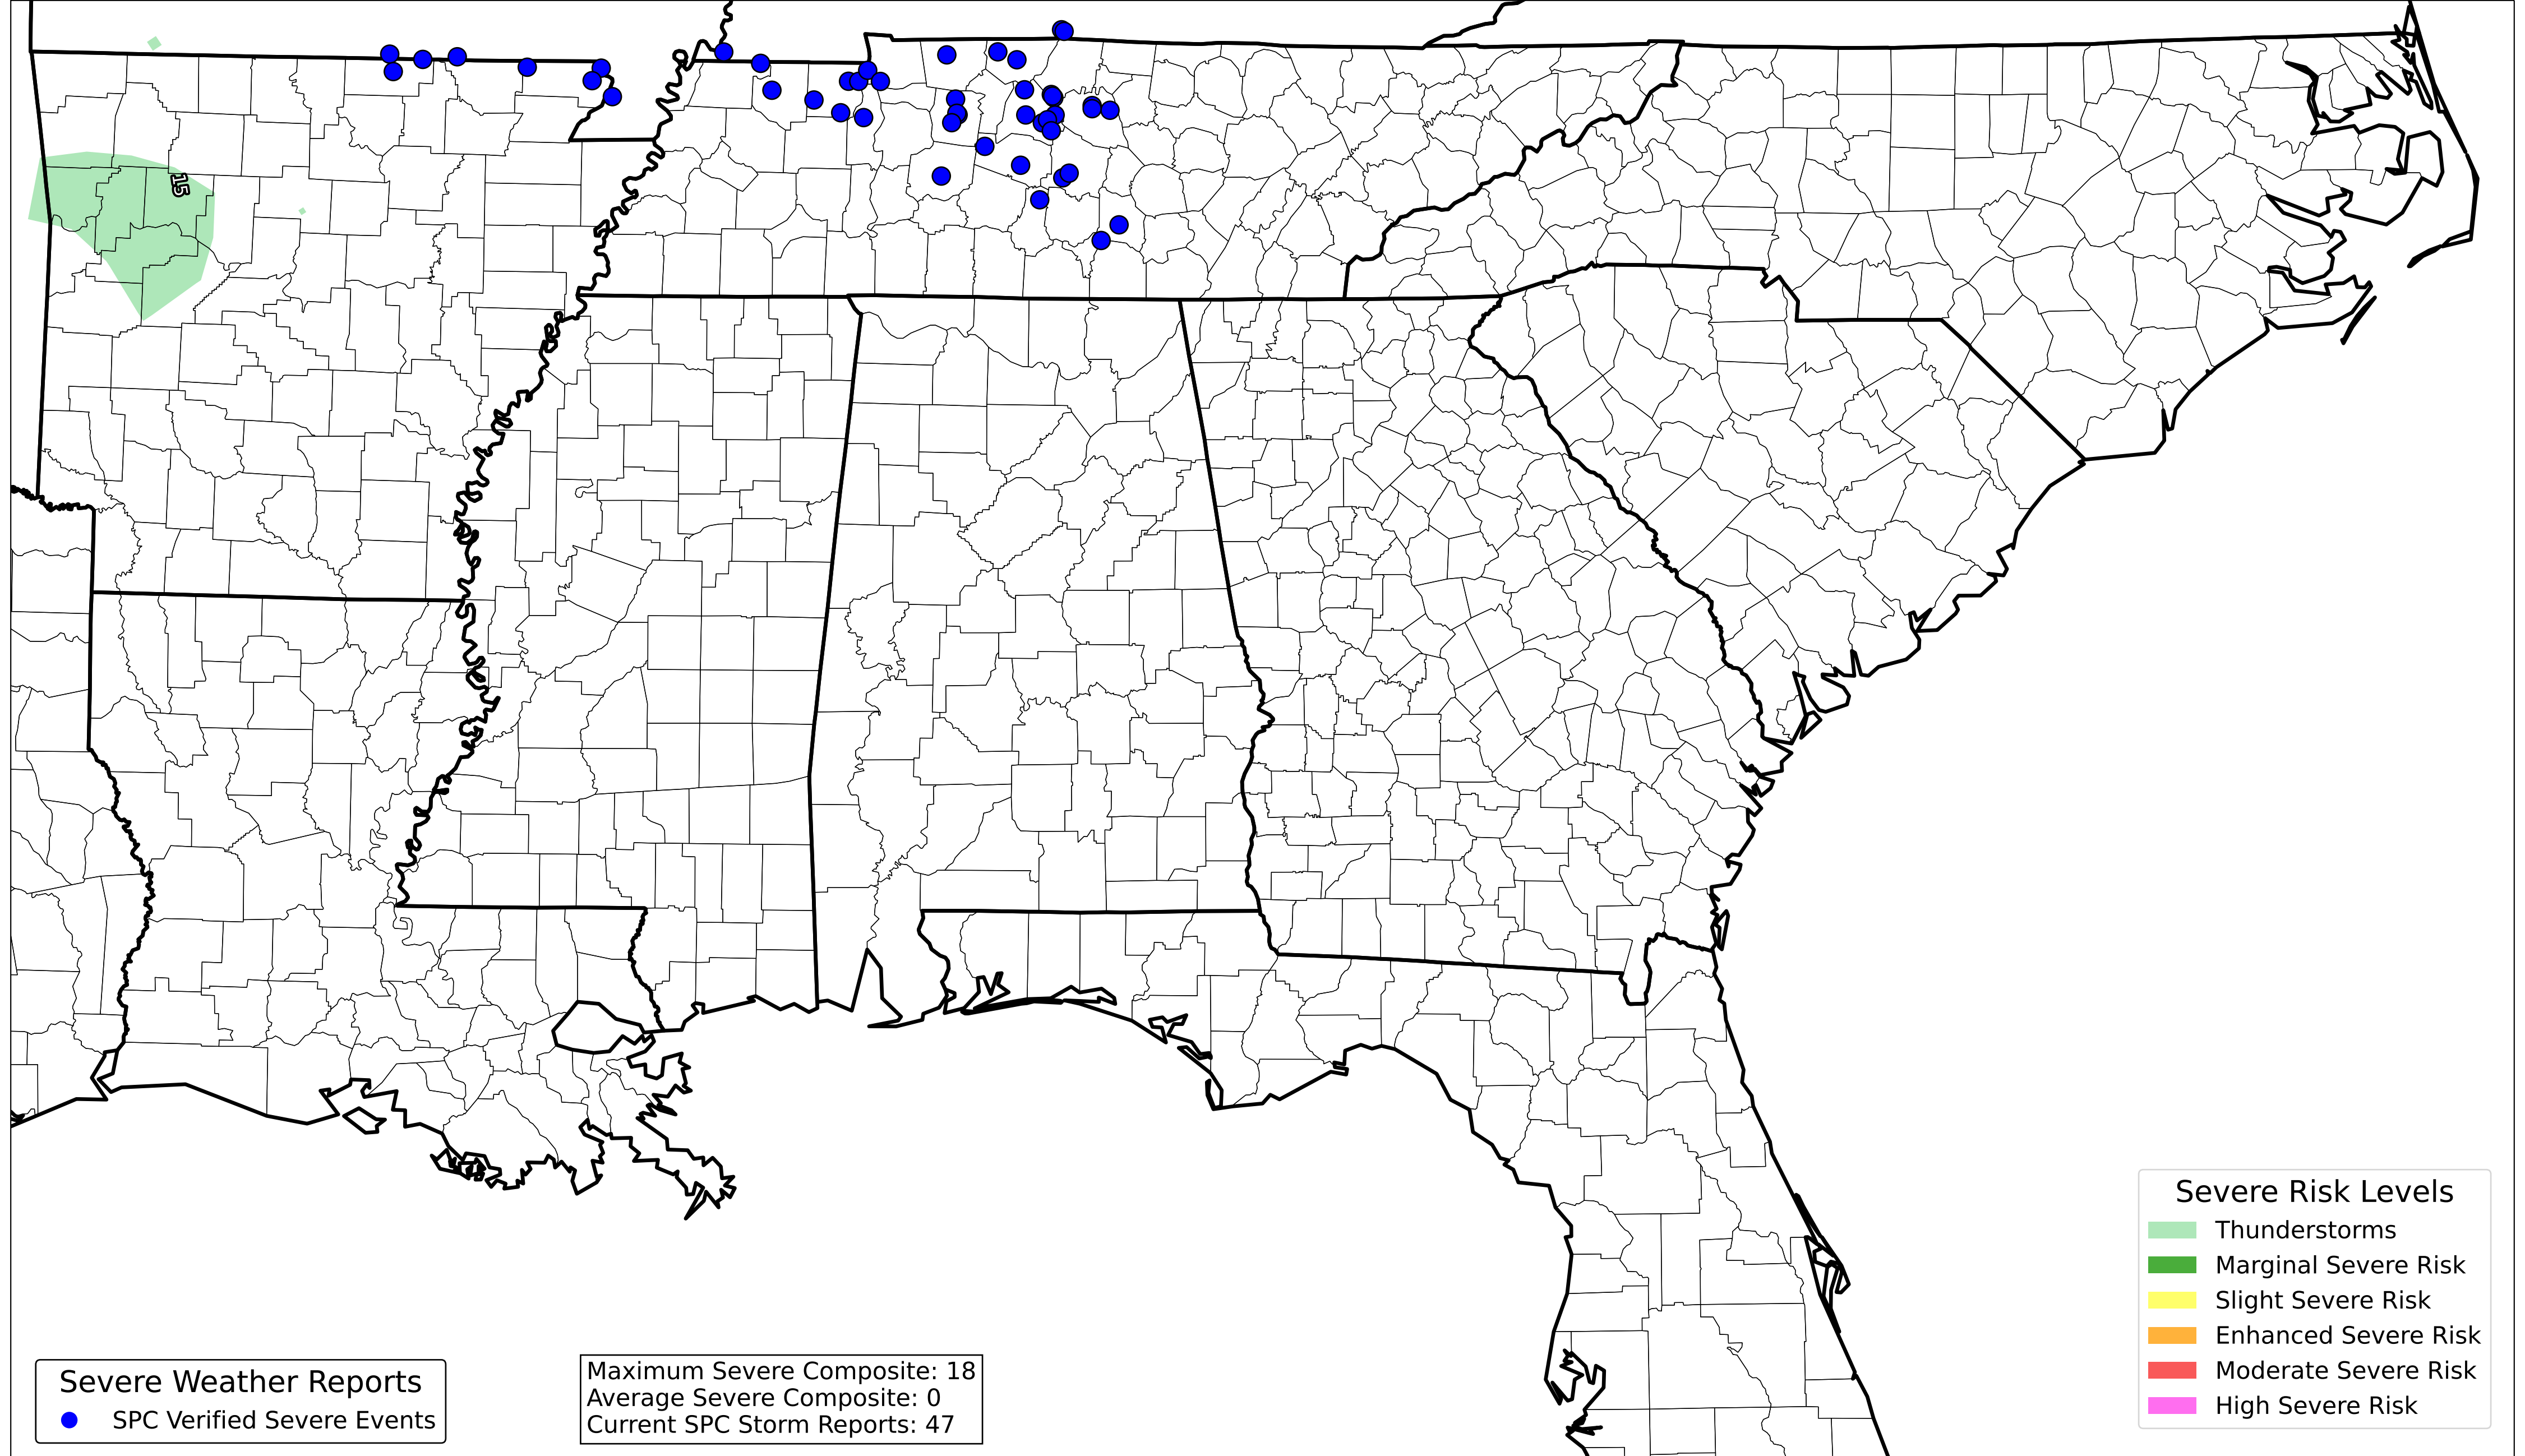 15
Severe Weather Reports
SPC Verified Severe Events
Maximum Severe Composite: 18
Average Severe Composite: 0
Current SPC Storm Reports: 47
Severe Risk Levels
Thunderstorms
Marginal Severe Risk
Slight Severe Risk
Enhanced Severe Risk
Moderate Severe Risk
High Severe Risk